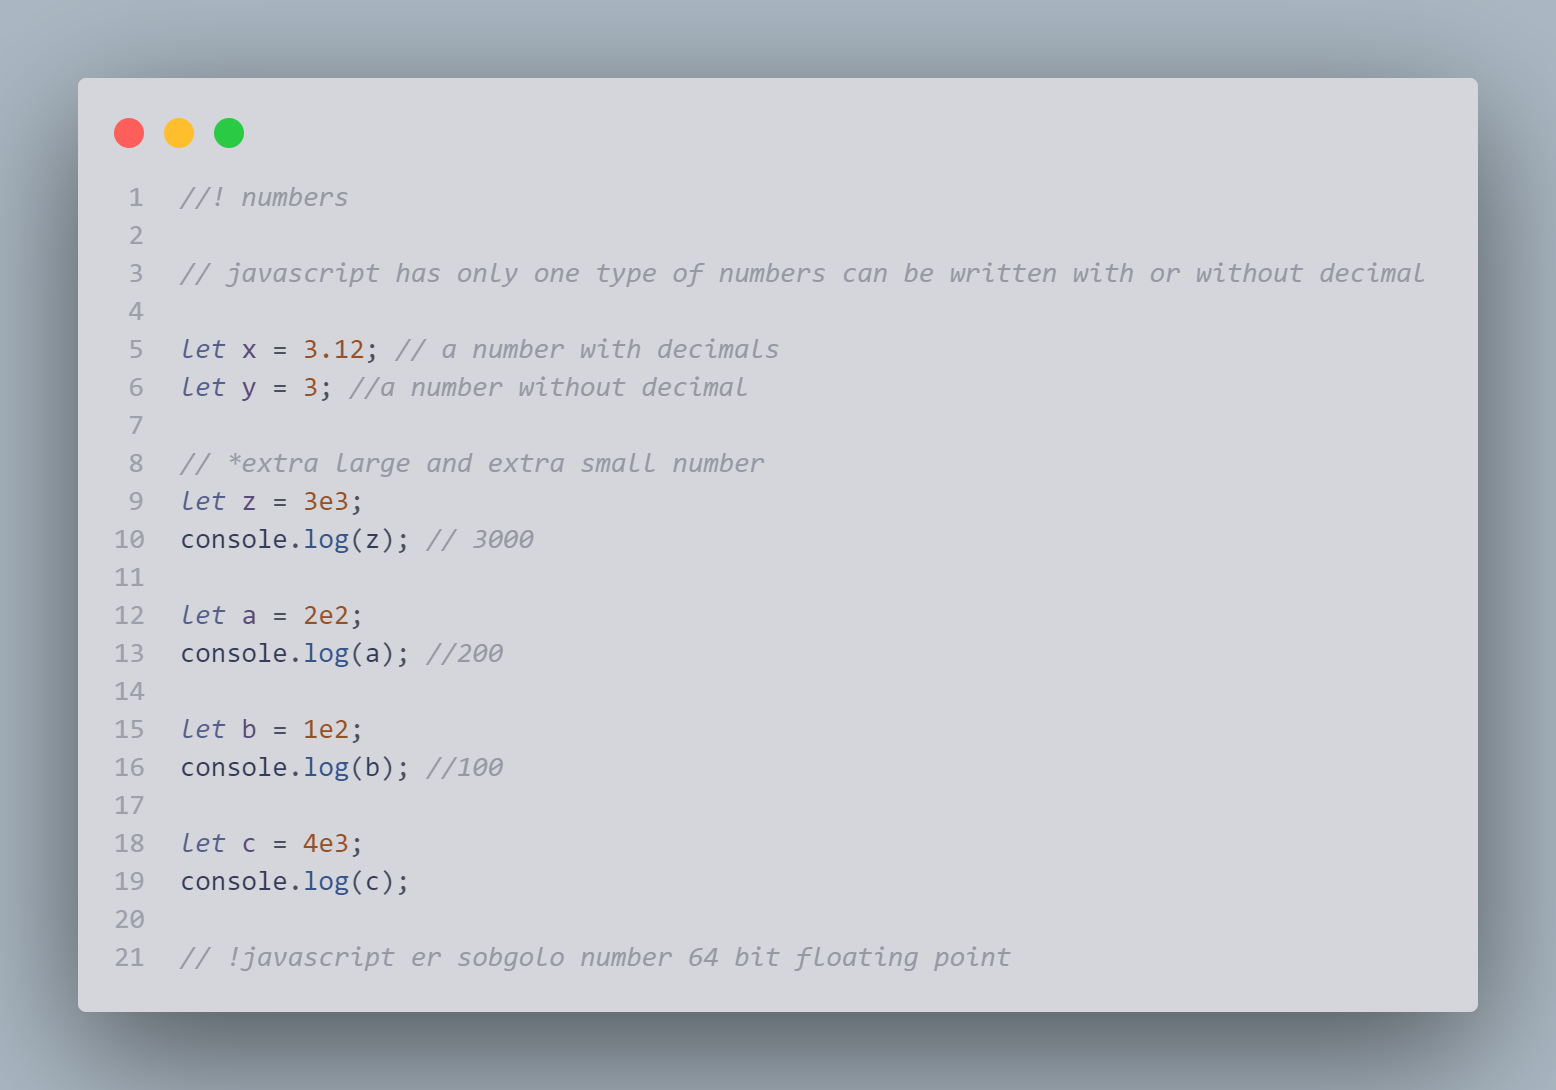 1 //! numbers
2
3 // javascript has only one type of numbers can be written with or without decimal
4
5 let x = 3.12; // a number with decimals
6 let y = 3; //a number without decimal
7
8 // *extra large and extra small number
9 let z = 3e3;
10 console.log(z); // 3000
11
12 let a = 2e2;
13 console.log(a); //200
14
15 let b = 1e2;
16 console.log(b); //100
17
18 let c = 4e3;
19 console.log(c);
20
21 // !javascript er sobgolo number 64 bit floating point